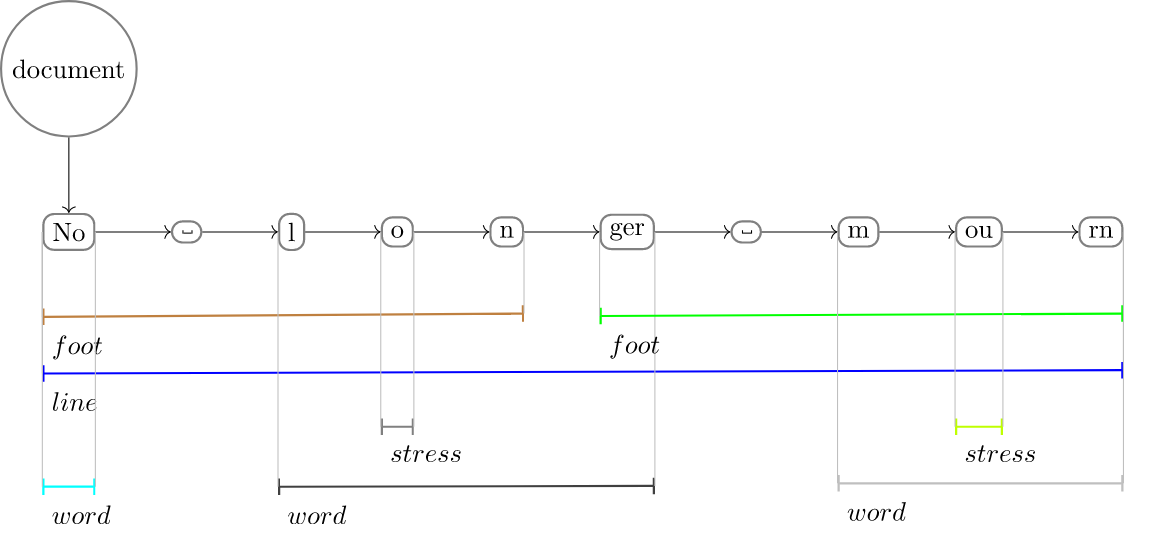 document
No ␣ l o n ger ␣ m ou rn
foot foot
line
stress stress
word word word